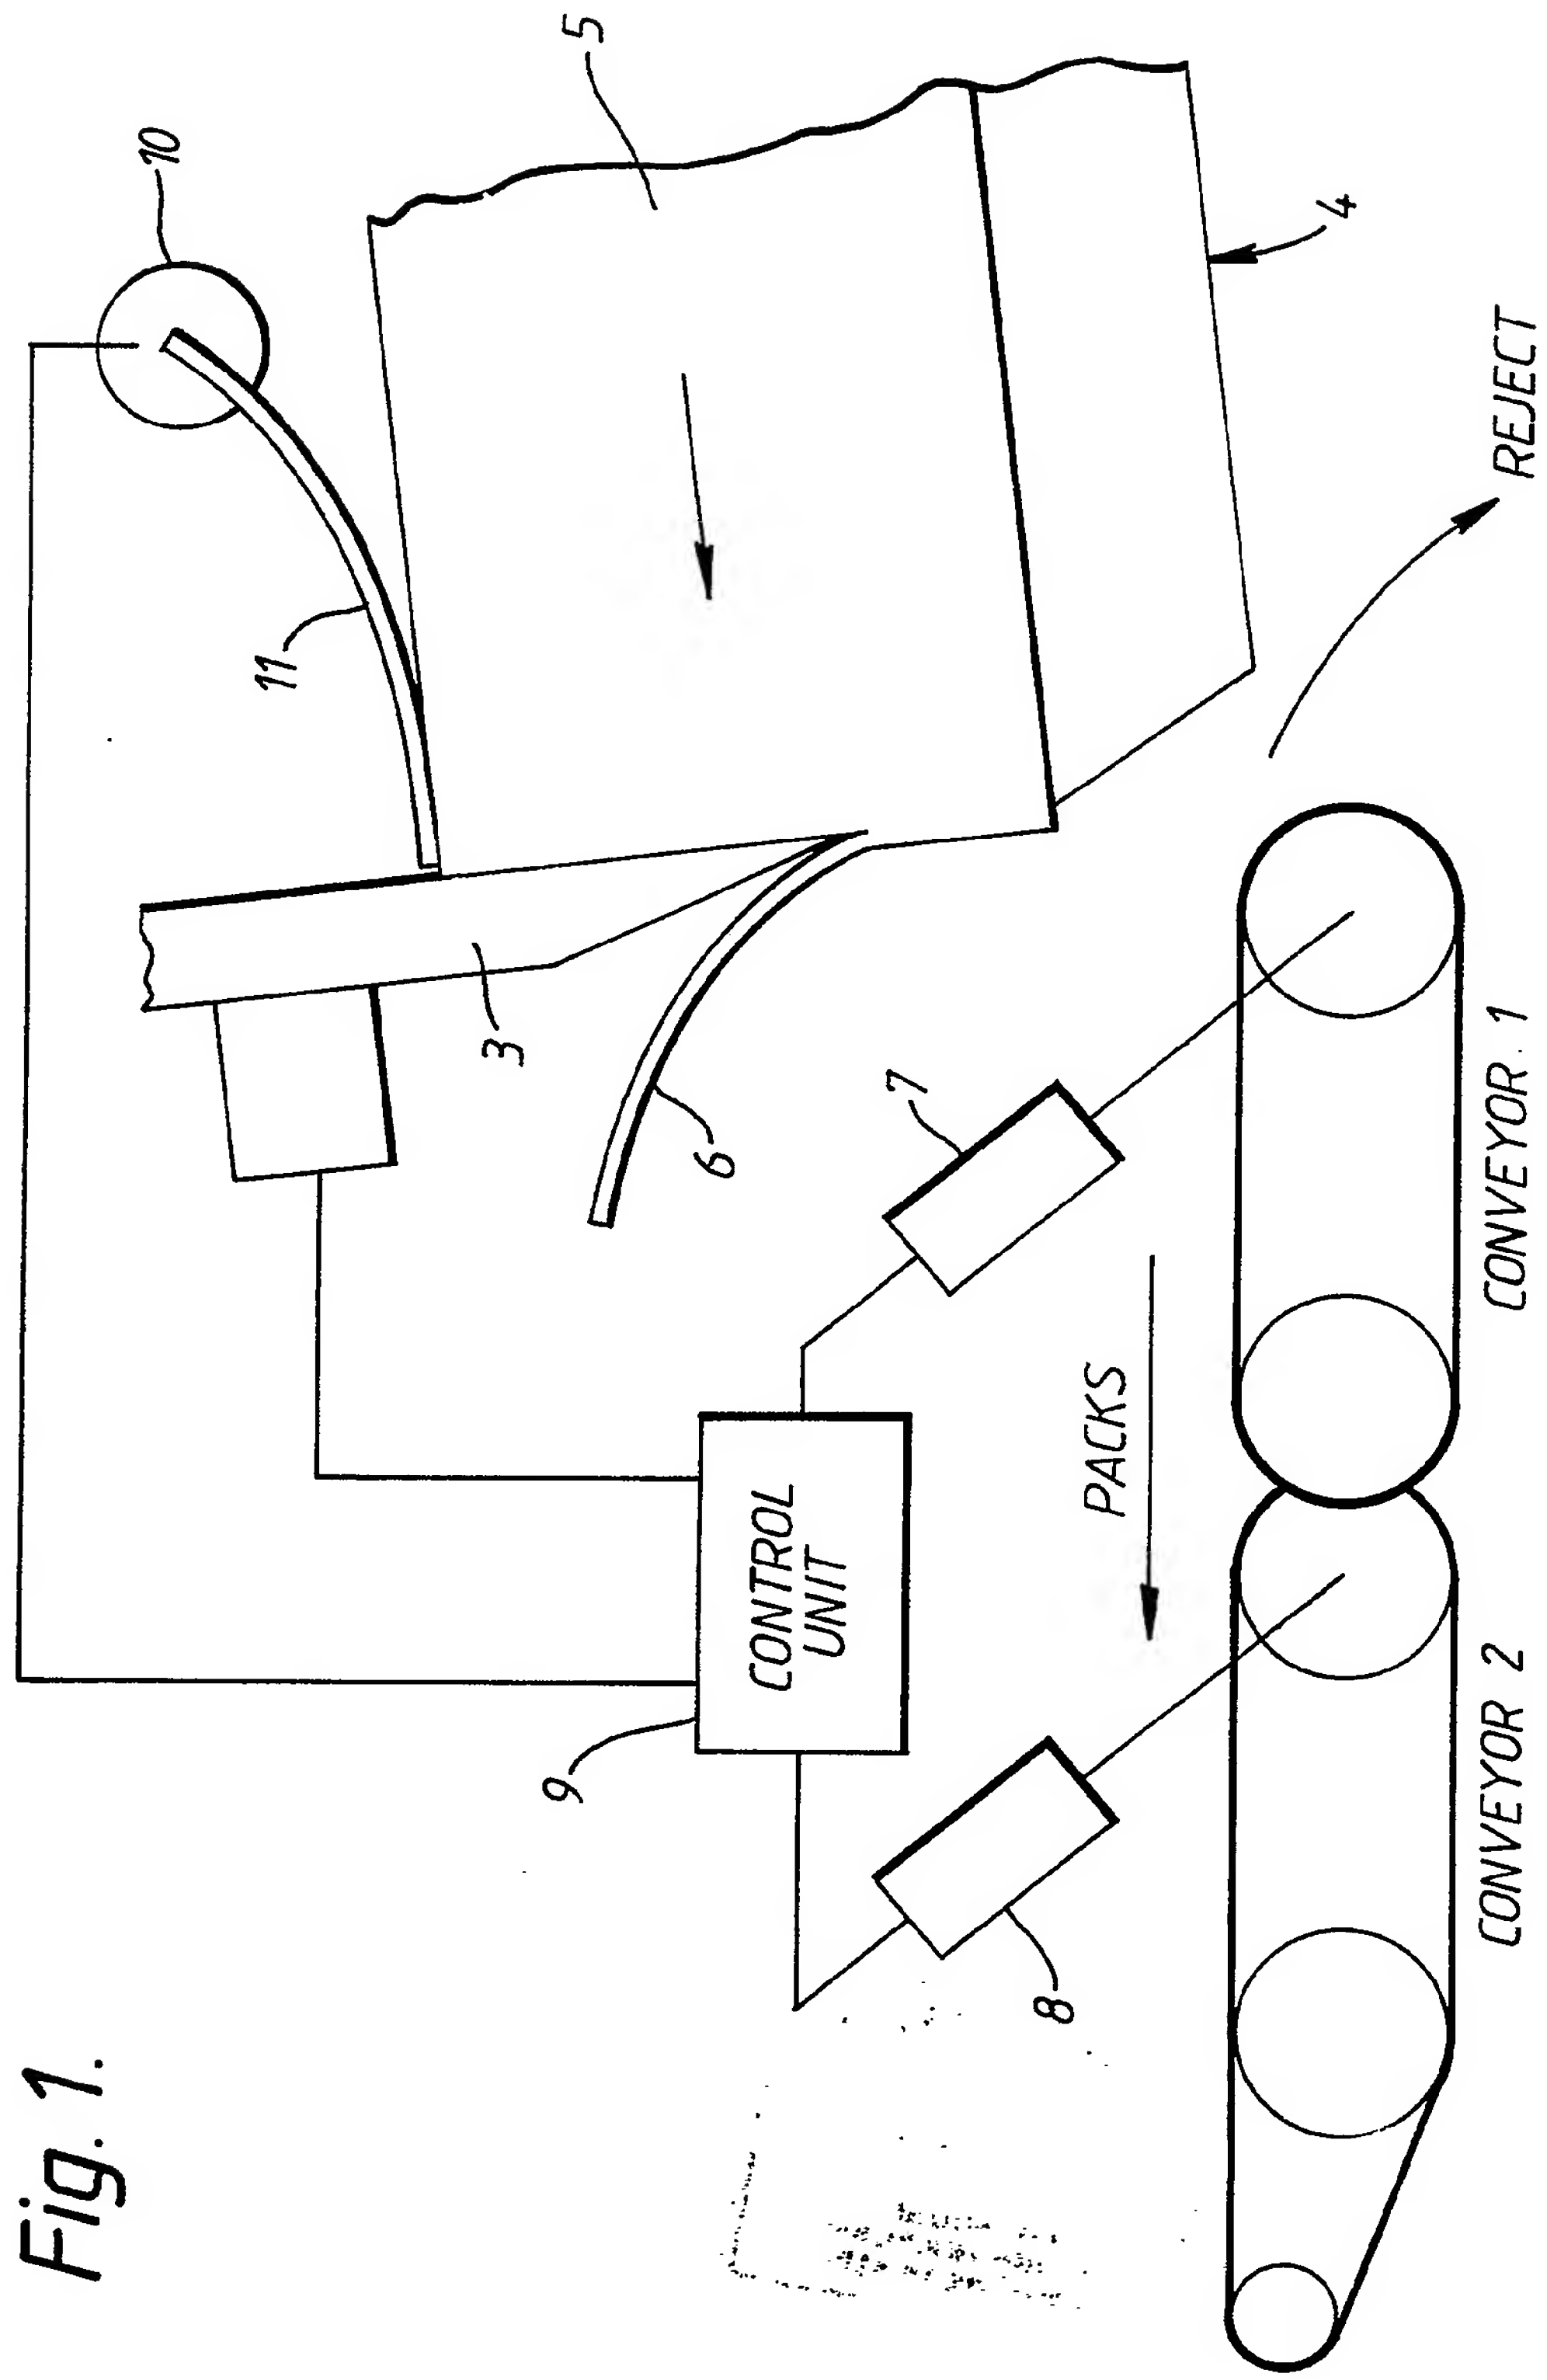 Fig. 1.
10
5
11
3
6
4
REJECT
7
9
CONTROL
UNIT
8
PACKS
CONVEYOR 1
CONVEYOR 2